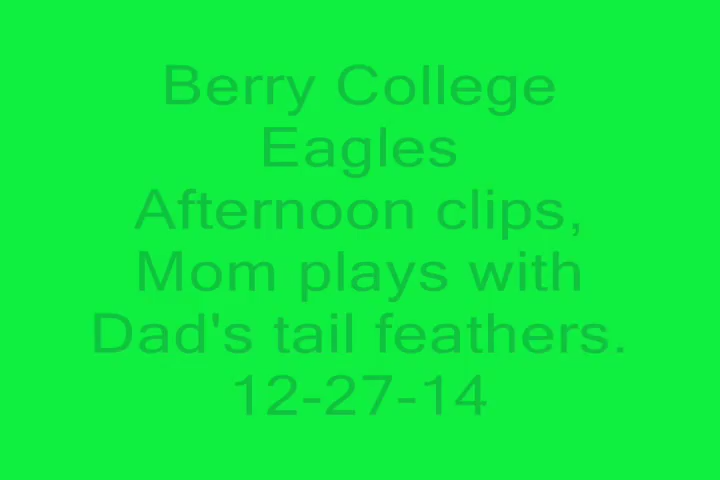 Berry College
Eagles
Afternoon clips,
Mom plays with
Dad's tail feathers.
12-27-14